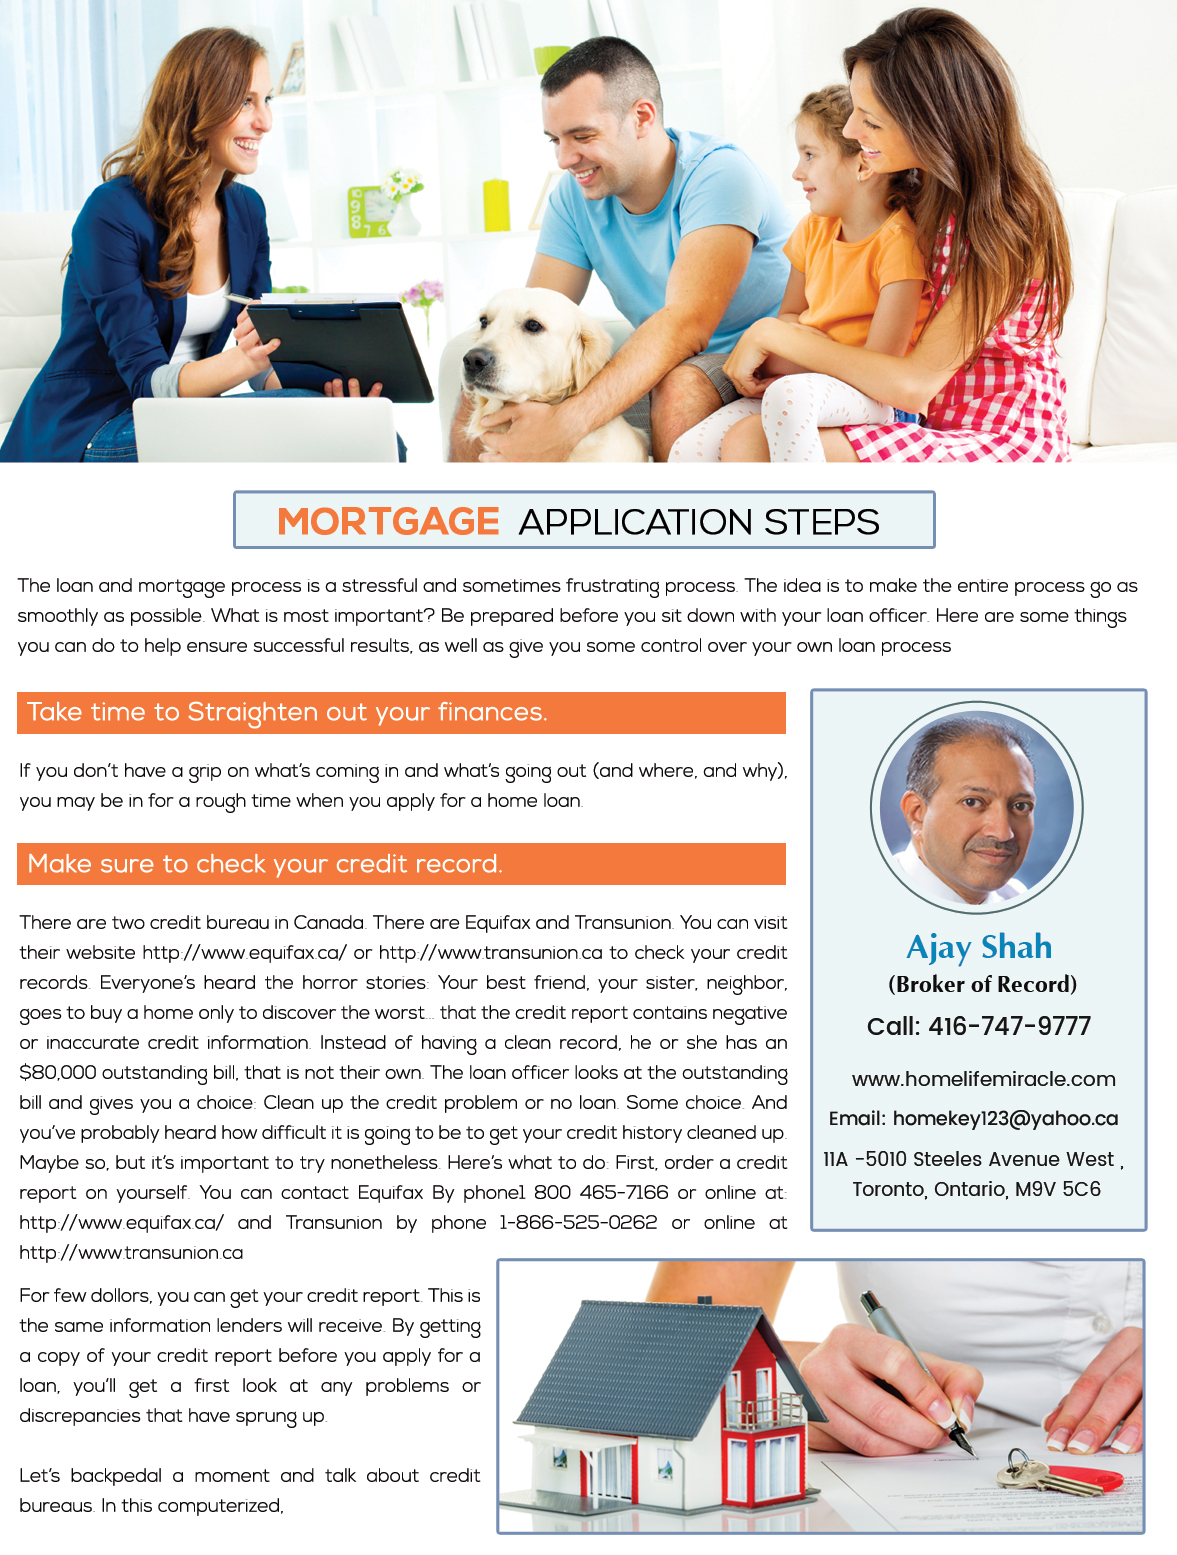 MORTGAGE APPLICATION STEPS
The loan and mortgage process is a stressful and sometimes frustrating process. The idea is to make the entire process go as
smoothly as possible. What is most important? Be prepared before you sit down with your loan officer. Here are some things
you can do to help ensure successful results, as well as give you some control over your own loan process
Take time to Straighten out your finances.
If you don't have a grip on what's coming in and what's going out (and where, and why),
you may be in for a rough time when you apply for a home loan.
Make sure to check your credit record.
There are two credit bureau in Canada. There are Equifax and Transunion. You can visit
their website http://www.equifax.ca/ or http://www.transunion.ca to check your credit
records. Everyone's heard the horror stories: Your best friend, your sister, neighbor,
goes to buy a home only to discover the worst... that the credit report contains negative
or inaccurate credit information. Instead of having a clean record, he or she has an
$80,000 outstanding bill, that is not their own. The loan officer looks at the outstanding
bill and gives you a choice: Clean up the credit problem or no loan. Some choice. And
you've probably heard how difficult it is going to be to get your credit history cleaned up.
Maybe so, but it's important to try nonetheless. Here's what to do: First, order a credit
report on yourself. You can contact Equifax By phone1 800 465-7166 or online at:
http://www.equifax.ca/ and Transunion by phone 1-866-525-0262 or online at
http://www.transunion.ca
For few dollors, you can get your credit report. This is
the same information lenders will receive. By getting
a copy of your credit report before you apply for a
loan, you'll get a first look at any problems or
discrepancies that have sprung up.
Let's backpedal a moment and talk about credit
bureaus. In this computerized,
Ajay Shah
(Broker of Record)
Call: 416-747-9777
www.homelifemiracle.com
Email: homekey123@yahoo.ca
11A -5010 Steeles Avenue West ,
Toronto, Ontario, M9V 5C6